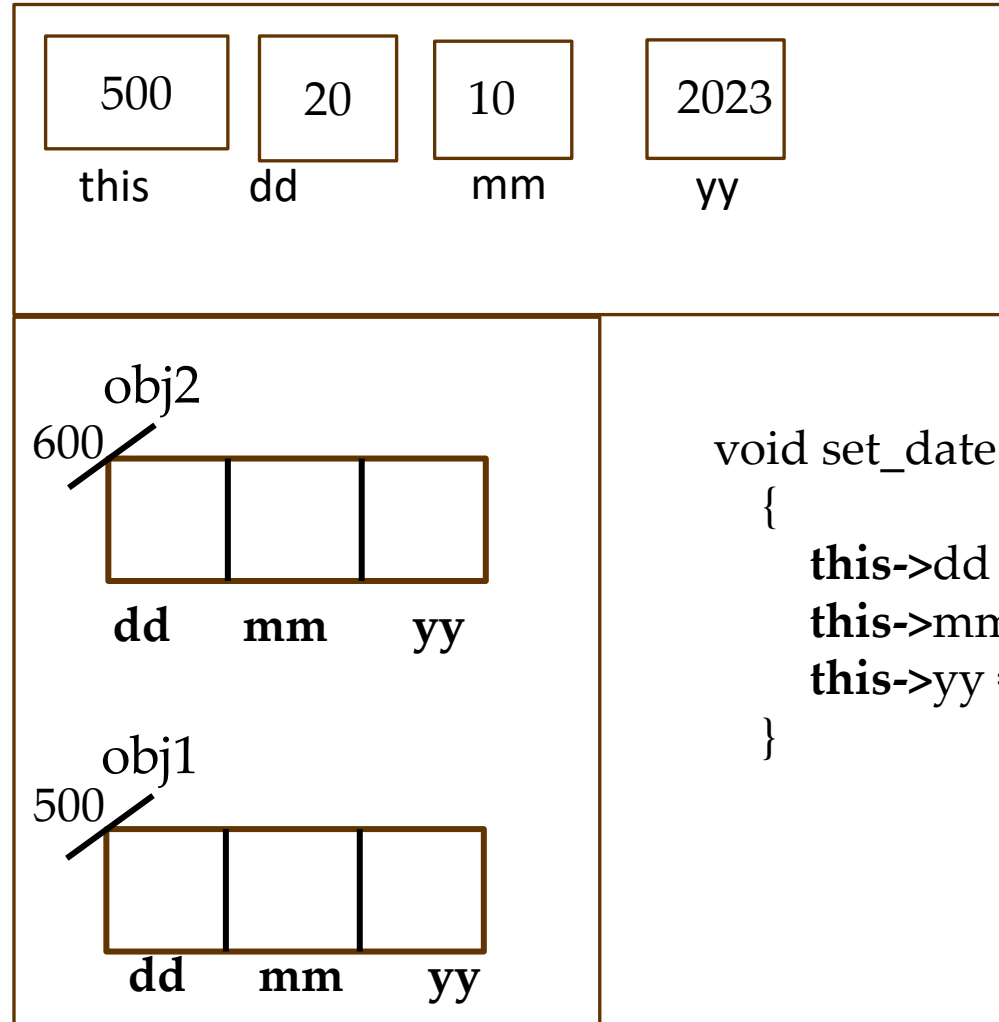 500 20 10 2023
this dd mm yy
obj2
600
dd mm yy
obj1
500
dd mm yy
void set_date
{
this->dd
this->mm
this->yy =
}